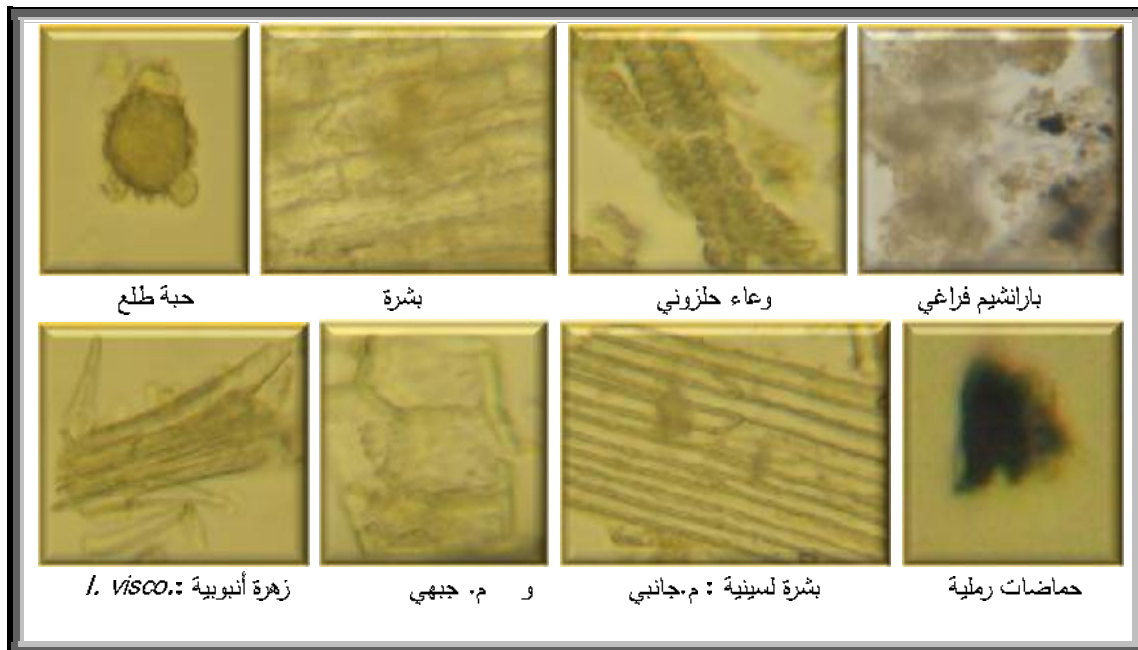 بارانشيم فراغي وعاء حلزوني بشرة حبة طلع
حماضات رملية بشرة لسينية : م.جانبي و م. جبهي زهرة أنبوبية :.I. visco